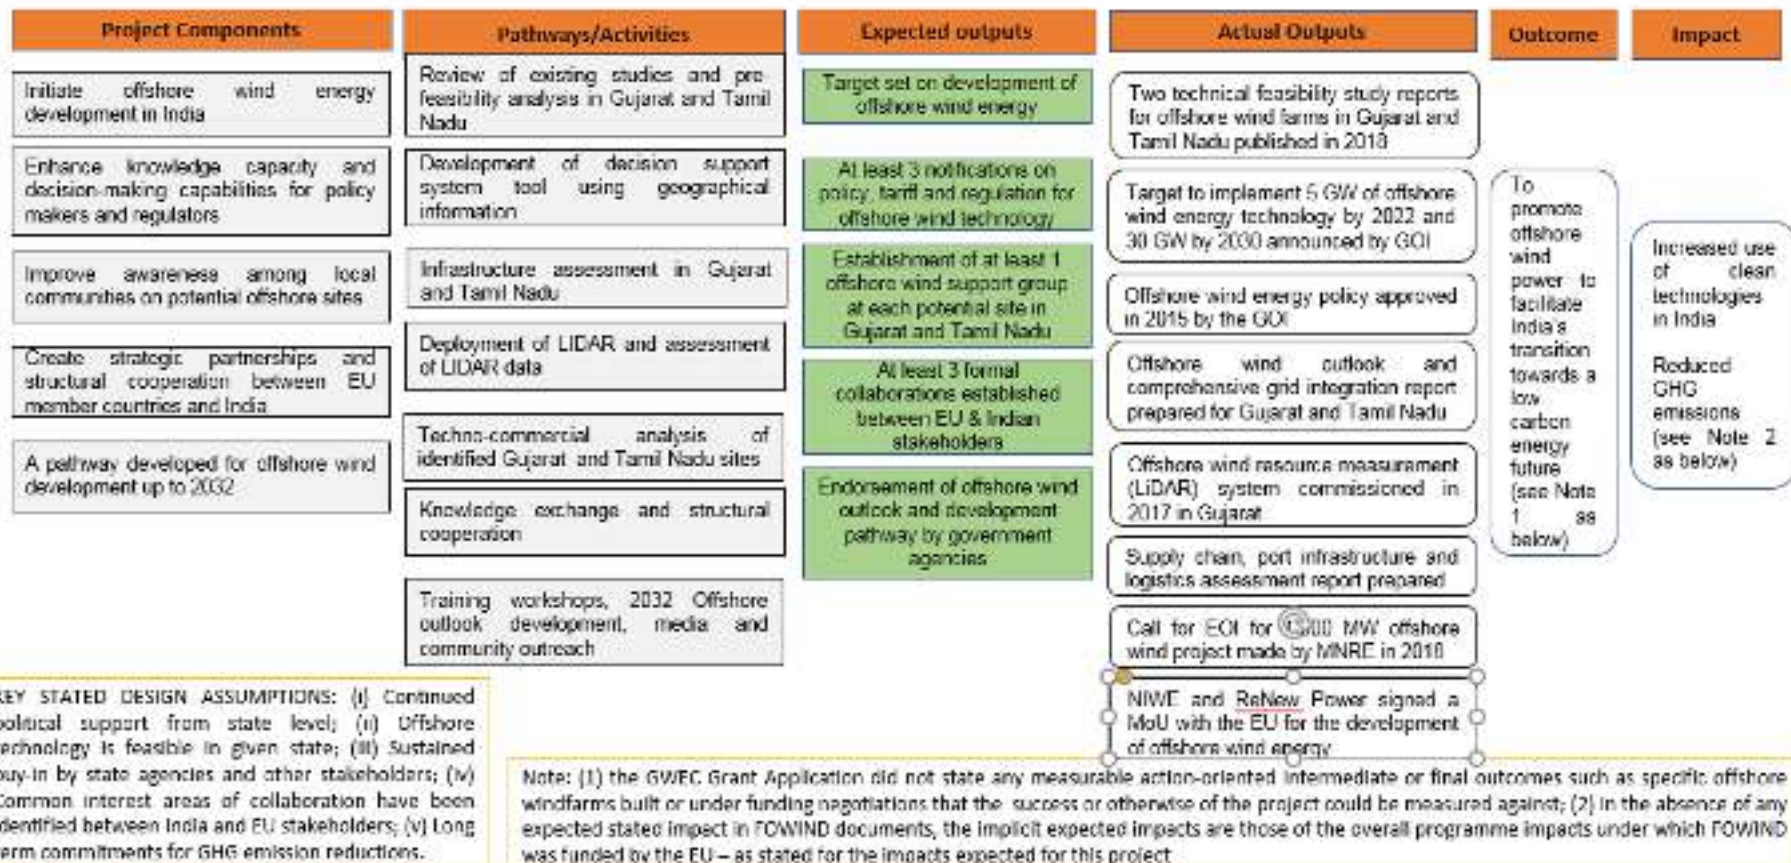 Project Components
Pathways/Activities
Expected outputs
Actual Outputs
Outcome
Impact
Initiate offshore wind energy
development in India
Enhance knowledge capacity and
decision-making capabilities for policy
makers and regulators
Improve awareness among local
communities on potential offshore sites
Create strategic partnerships and
structural cooperation between EU
member countries and India
A pathway developed for offshore wind
development up to 2032
Review of existing studies and pre-
feasibility analysis in Gujarat and Tamil
Nadu
Development of decision support
system tool using geographical
information
Infrastructure assessment in Gujarat
and Tamil Nadu
Deployment of LIDAR and assessment
of LIDAR data
Techno-commercial analysis of
identified Gujarat and Tamil Nadu sites
Knowledge exchange and structural
cooperation
Training workshops, 2032 Offshore
outlook development, media and
community outreach
Target set on development of
offshore wind energy
At least 3 notifications on
policy, tariff and regulation for
offshore wind technology
Establishment of at least 1
offshore wind support group
at each potential site in
Gujarat and Tamil Nadu
At least 3 formal
collaborations established
between EU & Indian
stakeholders
Endorsement of offshore wind
outlook and development
pathway by government
agencies
Two technical feasibility study reports
for offshore wind farms in Gujarat and
Tamil Nadu published in 2018
Target to implement 5 GW of offshore
wind energy technology by 2022 and
30 GW by 2030 announced by GOI
Offshore wind energy policy approved
in 2015 by the GOI
Offshore wind outlook and
comprehensive grid integration report
prepared for Gujarat and Tamil Nadu
Offshore wind resource measurement
(LiDAR) system commissioned in
2017 in Gujarat
Supply chain, port infrastructure and
logistics assessment report prepared
Call for EOI for MW offshore
wind project made by MNRE in 2018
NIWE and ReNew Power signed a
MoU with the EU for the development
of offshore wind energy
To
promote
offshore
wind
power to
facilitate
India's
transition
towards a
low
carbon
energy
future
(see Note
1 as
below)
Increased use
of clean
technologies
in India
Reduced
GHG
emissions
(see Note 2
as below)
KEY STATED DESIGN ASSUMPTIONS: (i) Continued
political support from state level; (ii) Offshore
technology is feasible in given state; (iii) Sustained
buy-in by state agencies and other stakeholders; (iv)
Common interest areas of collaboration have been
identified between India and EU stakeholders; (v) Long
term commitments for GHG emission reductions.
Note: (1) the GWEC Grant Application did not state any measurable action-oriented intermediate or final outcomes such as specific offshore
windfarms built or under funding negotiations that the success or otherwise of the project could be measured against; (2) in the absence of any
expected stated impact in FOWIND documents, the implicit expected impacts are those of the overall programme impacts under which FOWIND
was funded by the EU – as stated for the impacts expected for this project